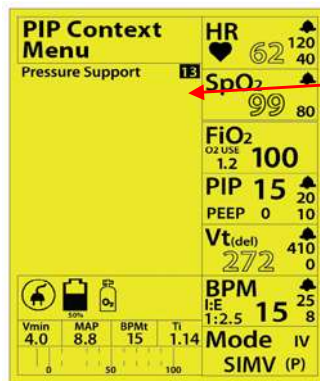 PIP Context
Menu
Pressure Support 13
HR
62 120
40
SpO2
99 80
FiO2
O2 USE
1.2 100
PIP 15 20
PEEP 0 10
Vt(del) 410
272 0
BPM 25
I:E
1:2.5 15 8
Mode IV
SIMV (P)
50%
O2
Vmin MAP BPMt Ti
4.0 8.8 15 1.14
0 50 100